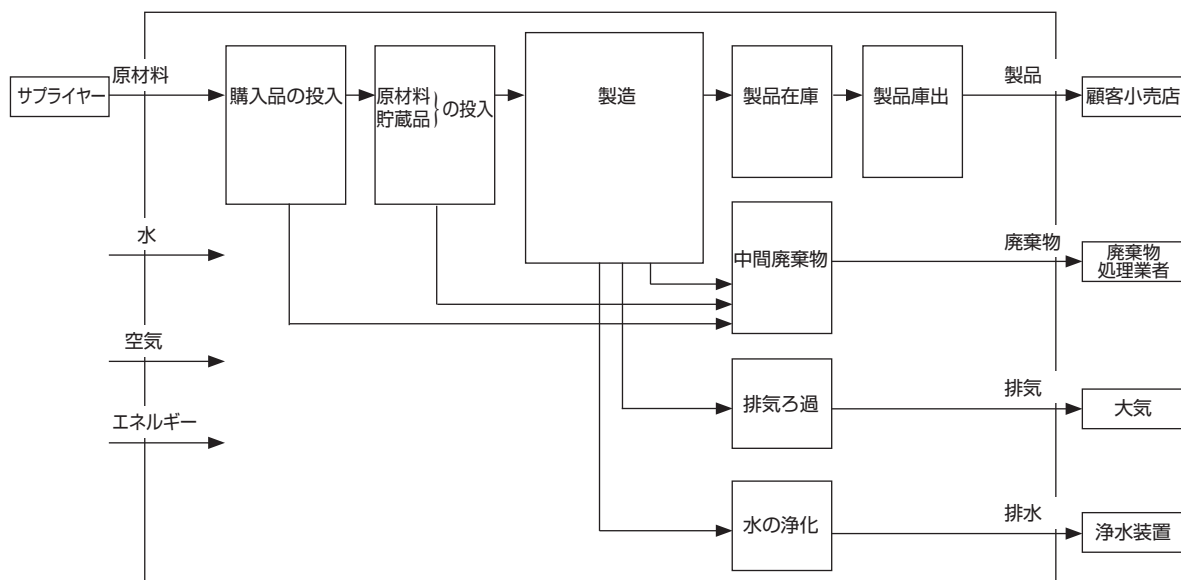 サプライヤー
原材料
購入品の投入
原材料
貯蔵品
の投入
製造
製品在庫
製品庫出
製品
顧客小売店
水
中間廃棄物
廃棄物
廃棄物
処理業者
空気
エネルギー
排気ろ過
排気
大気
水の浄化
排水
浄水装置